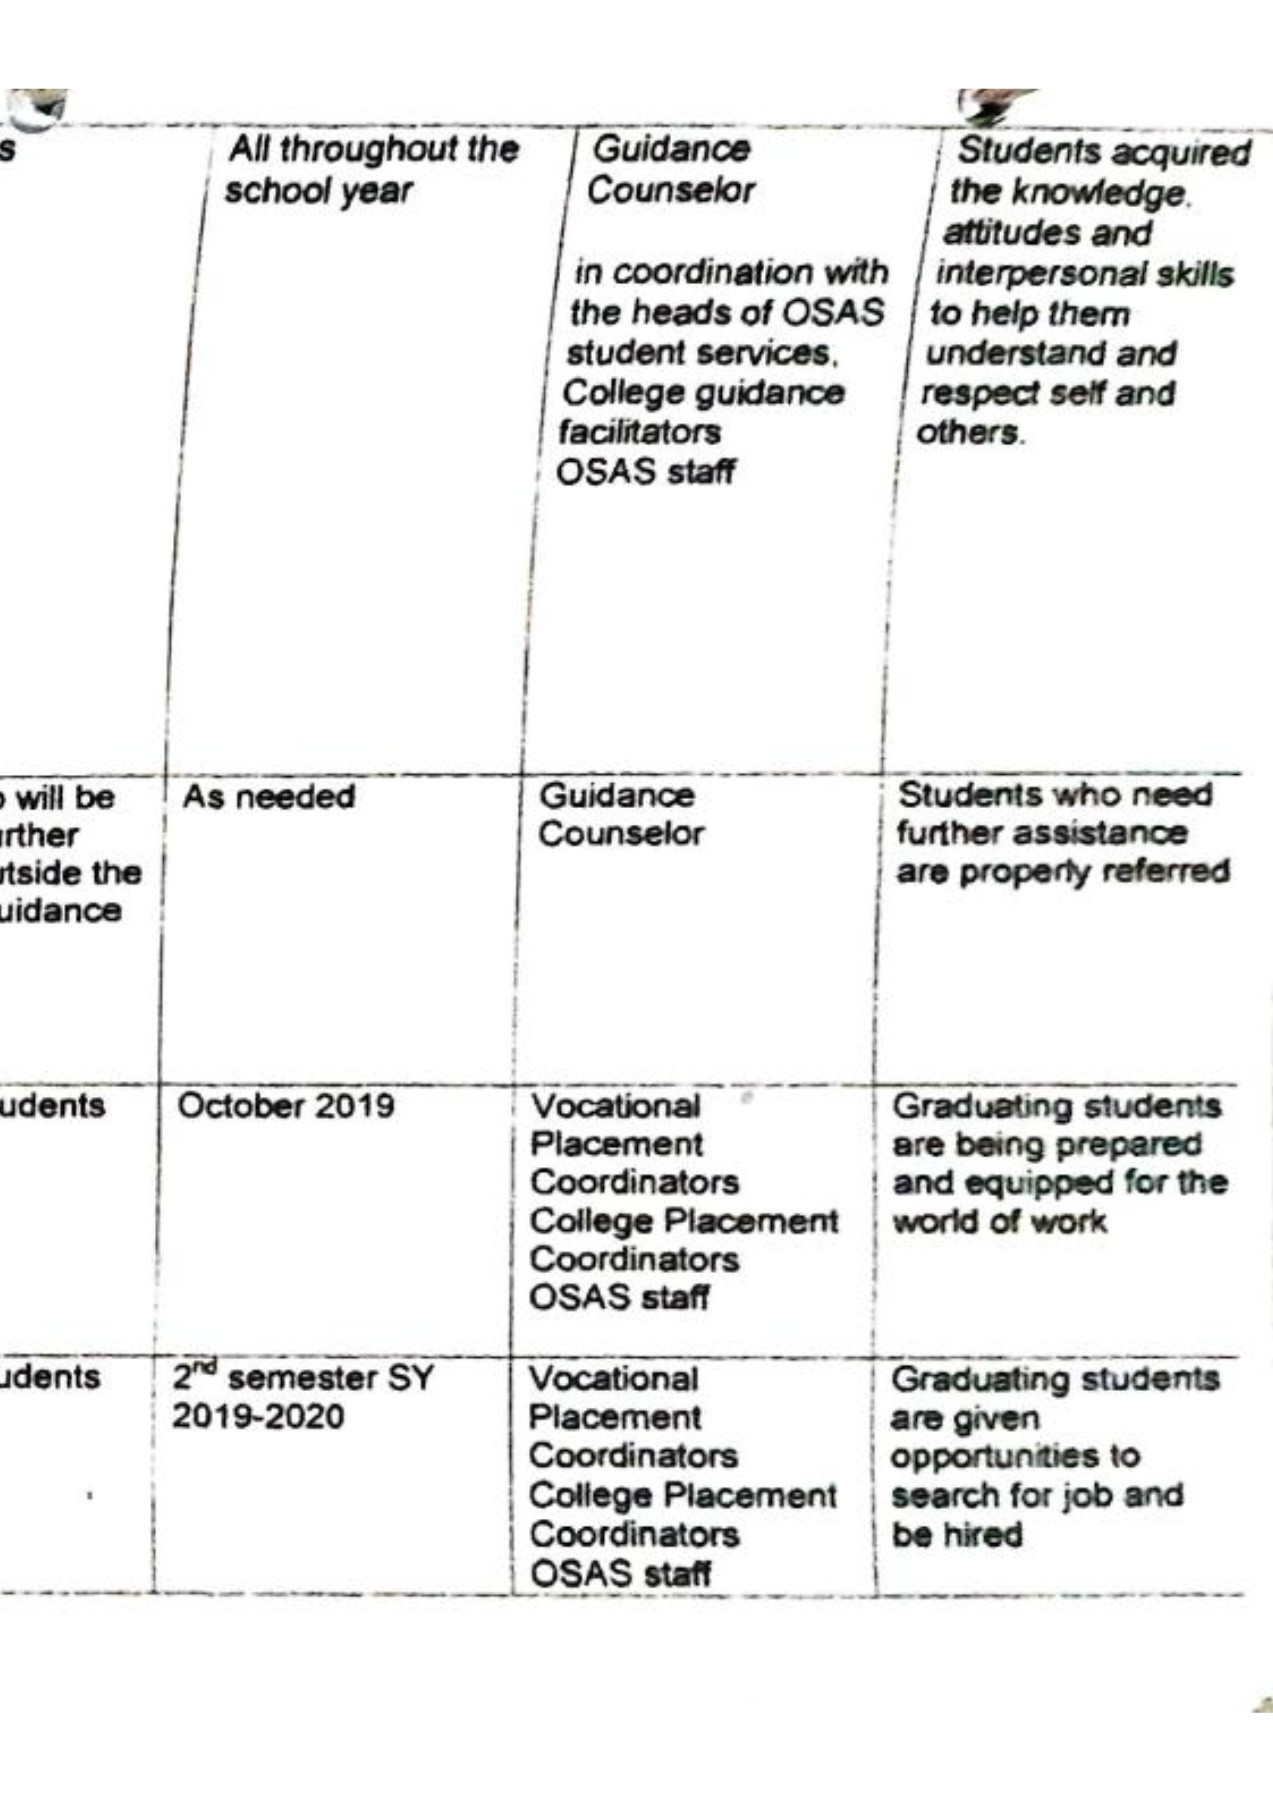 s
All throughout the
school year
Guidance
Counselor
in coordination with
the heads of OSAS
student services,
College guidance
facilitators
OSAS staff
Students acquired
the knowledge,
attitudes and
interpersonal skills
to help them
understand and
respect self and
others.
will be
rther
tside the
uidance
As needed
Guidance
Counselor
Students who need
further assistance
are properly referred
udents
October 2019
Vocational
Placement
Coordinators
College Placement
Coordinators
OSAS staff
Graduating students
are being prepared
and equipped for the
world of work
udents
2nd semester SY
2019-2020
Vocational
Placement
Coordinators
College Placement
Coordinators
OSAS staff
Graduating students
are given
opportunities to
search for job and
be hired